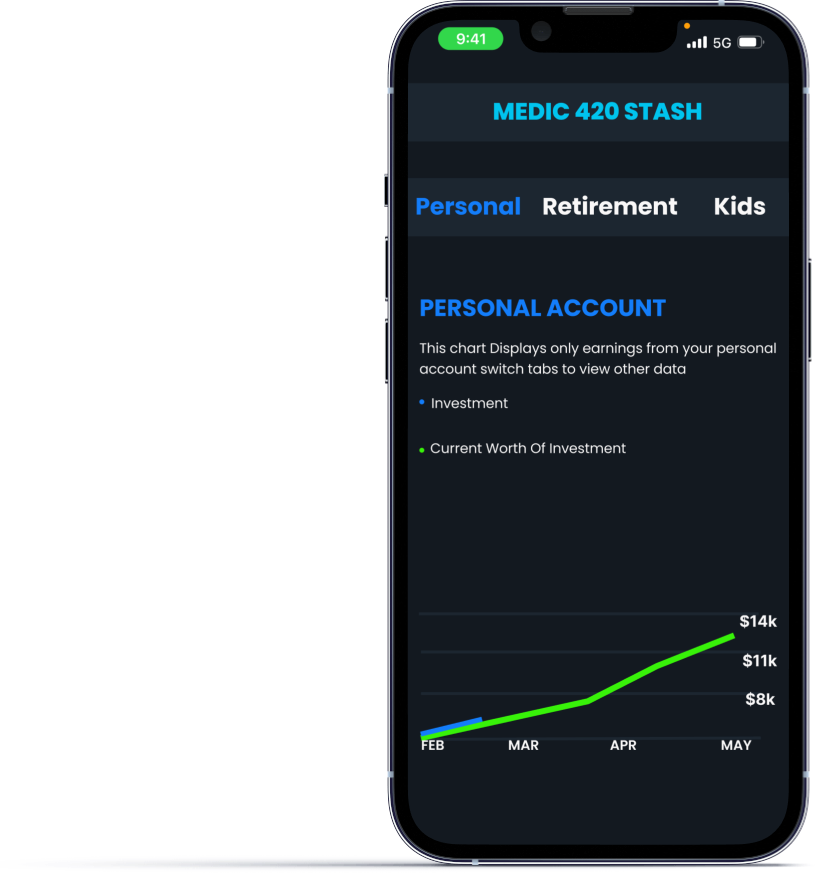 9:41
5G
MEDIC 420 STASH
Personal Retirement Kids
PERSONAL ACCOUNT
This chart Displays only earnings from your personal
account switch tabs to view other data
Investment
Current Worth Of Investment
$14k
$11k
$8k
FEB MAR APR MAY